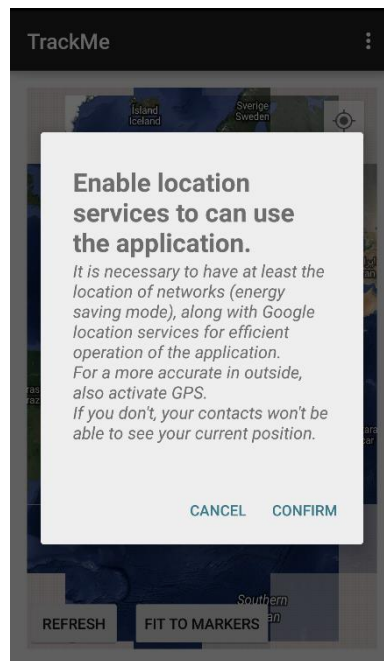 TrackMe
Ísland
Iceland
Sverige
Sweden
Enable location
services to can use
the application.
It is necessary to have at least the
location of networks (energy
saving mode), along with Google
location services for efficient
operation of the application.
For a more accurate in outside,
also activate GPS.
If you don't, your contacts won't be
able to see your current position.
CANCEL CONFIRM
Southern
REFRESH
FIT TO MARKERS